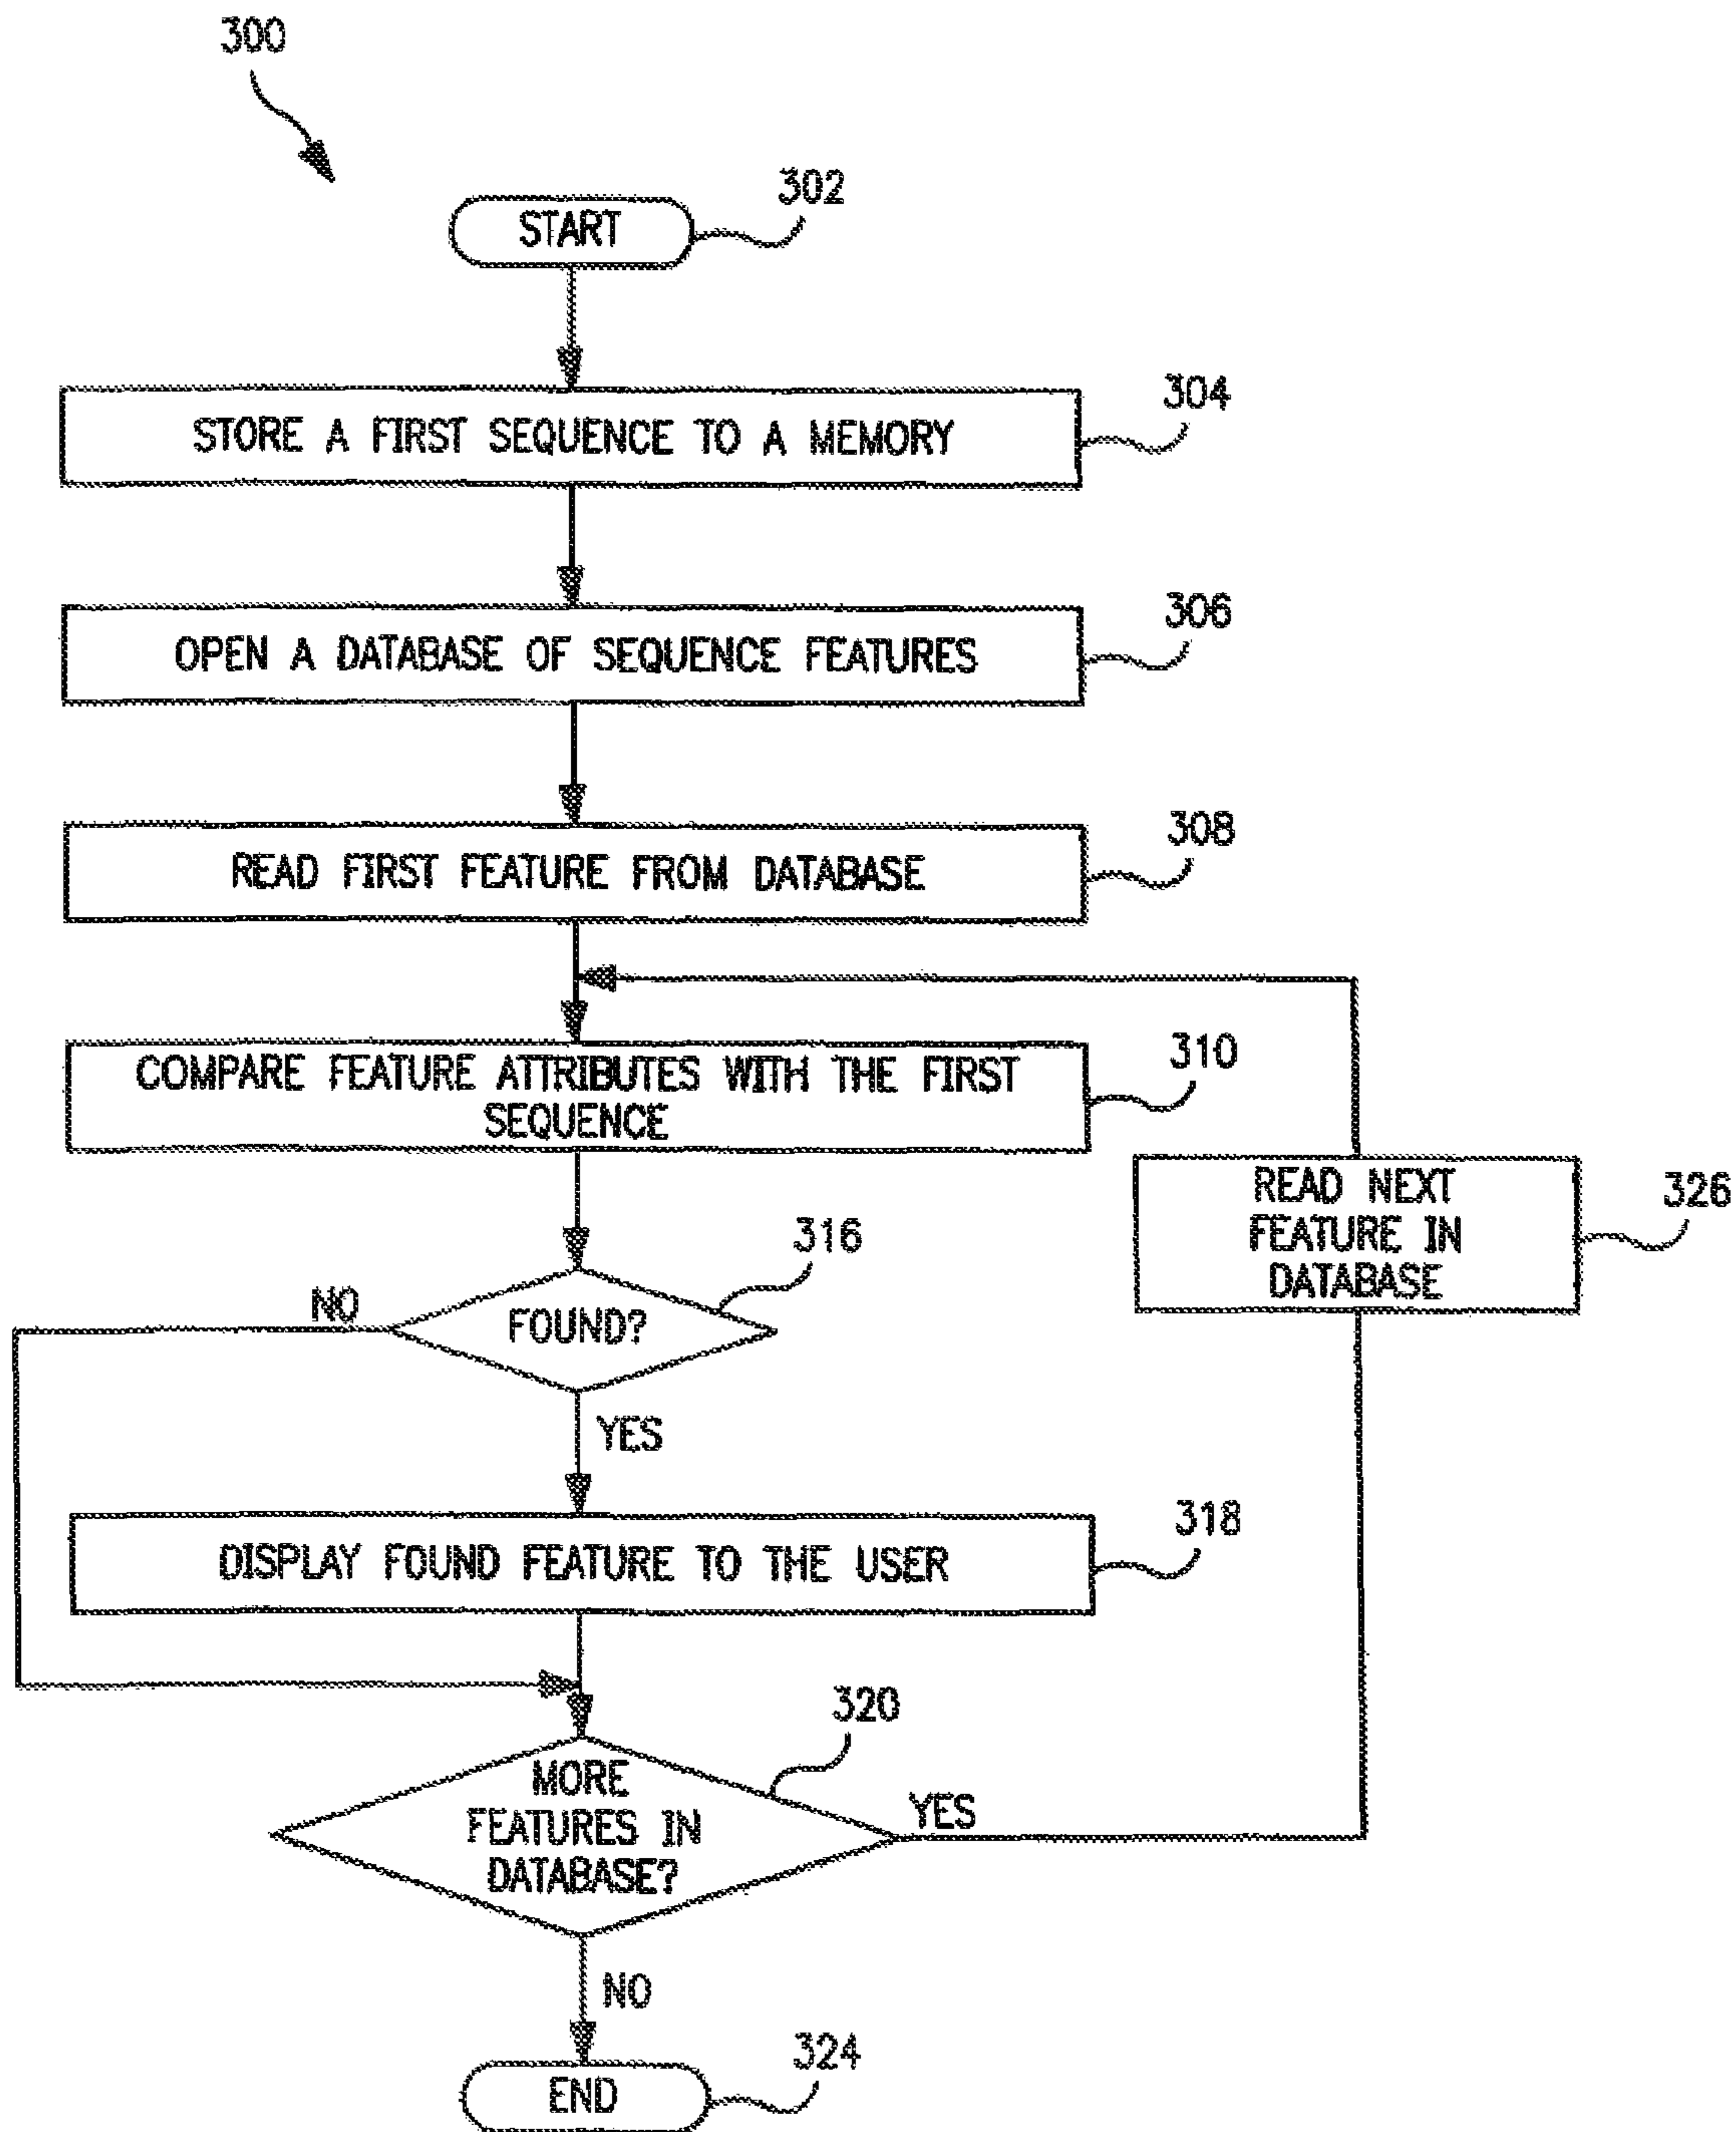 300
302
START
304
STORE A FIRST SEQUENCE TO A MEMORY
306
OPEN A DATABASE OF SEQUENCE FEATURES
308
READ FIRST FEATURE FROM DATABASE
310
COMPARE FEATURE ATTRIBUTES WITH THE FIRST
SEQUENCE
READ NEXT
FEATURE IN
DATABASE
326
316
NO
FOUND?
YES
318
DISPLAY FOUND FEATURE TO THE USER
320
MORE
FEATURES IN
DATABASE?
YES
NO
324
END